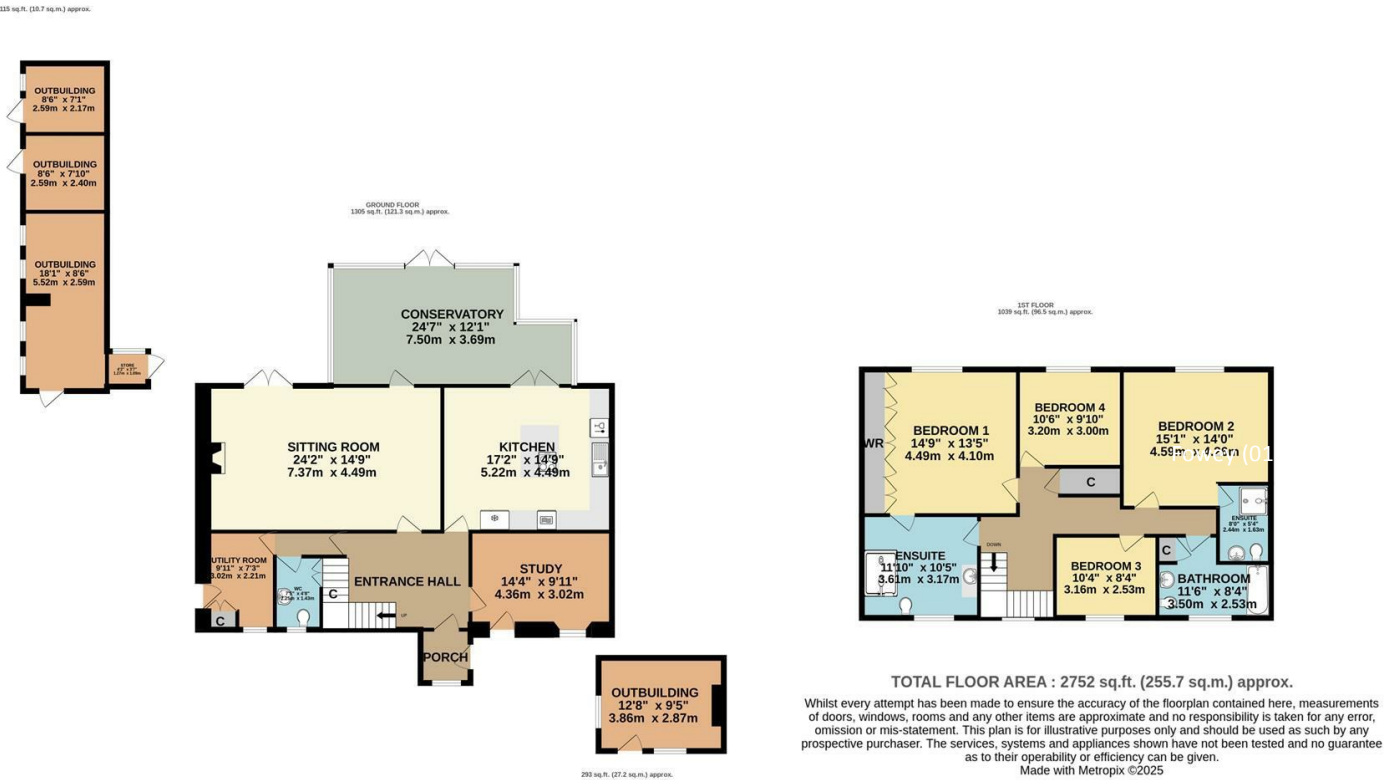 115 sq.ft. (10.7 sq.m.) approx.
OUTBUILDING
8'6" x 7'1"
2.59m x 2.17m
OUTBUILDING
8'6" x 7'10"
2.59m x 2.40m
OUTBUILDING
18'1" x 8'6"
5.52m x 2.59m
STORE
GROUND FLOOR
1305 sq.ft. (121.3 sq.m.) approx.
CONSERVATORY
24'7" x 12'1"
7.50m x 3.69m
SITTING ROOM
24'2" x 14'9"
7.37m x 4.49m
KITCHEN
17'2" x 14'9"
5.22m x 4.49m
UTILITY ROOM
9'11" x 7'3"
3.02m x 2.21m
C
WC
C
UP
ENTRANCE HALL
STUDY
14'4" x 9'11"
4.36m x 3.02m
PORCH
OUTBUILDING
12'8" x 9'5"
3.86m x 2.87m
293 sq.ft. (27.2 sq.m.) approx.
1ST FLOOR
1039 sq.ft. (96.5 sq.m.) approx.
WR
BEDROOM 1
14'9" x 13'5"
4.49m x 4.10m
BEDROOM 4
10'6" x 9'10"
3.20m x 3.00m
C
BEDROOM 2
15'1" x 14'0"
Fowey (01
ENSUITE
8'0" x 5'4"
2.44m x 1.63m
ENSUITE
11'10" x 10'5"
3.61m x 3.17m
DOWN
BEDROOM 3
10'4" x 8'4"
3.16m x 2.53m
C
BATHROOM
11'6" x 8'4"
3.50m x 2.53m
TOTAL FLOOR AREA : 2752 sq.ft. (255.7 sq.m.) approx.
Whilst every attempt has been made to ensure the accuracy of the floorplan contained here, measurements
of doors, windows, rooms and any other items are approximate and no responsibility is taken for any error,
omission or mis-statement. This plan is for illustrative purposes only and should be used as such by any
prospective purchaser. The services, systems and appliances shown have not been tested and no guarantee
as to their operability or efficiency can be given.
Made with Metropix ©2025